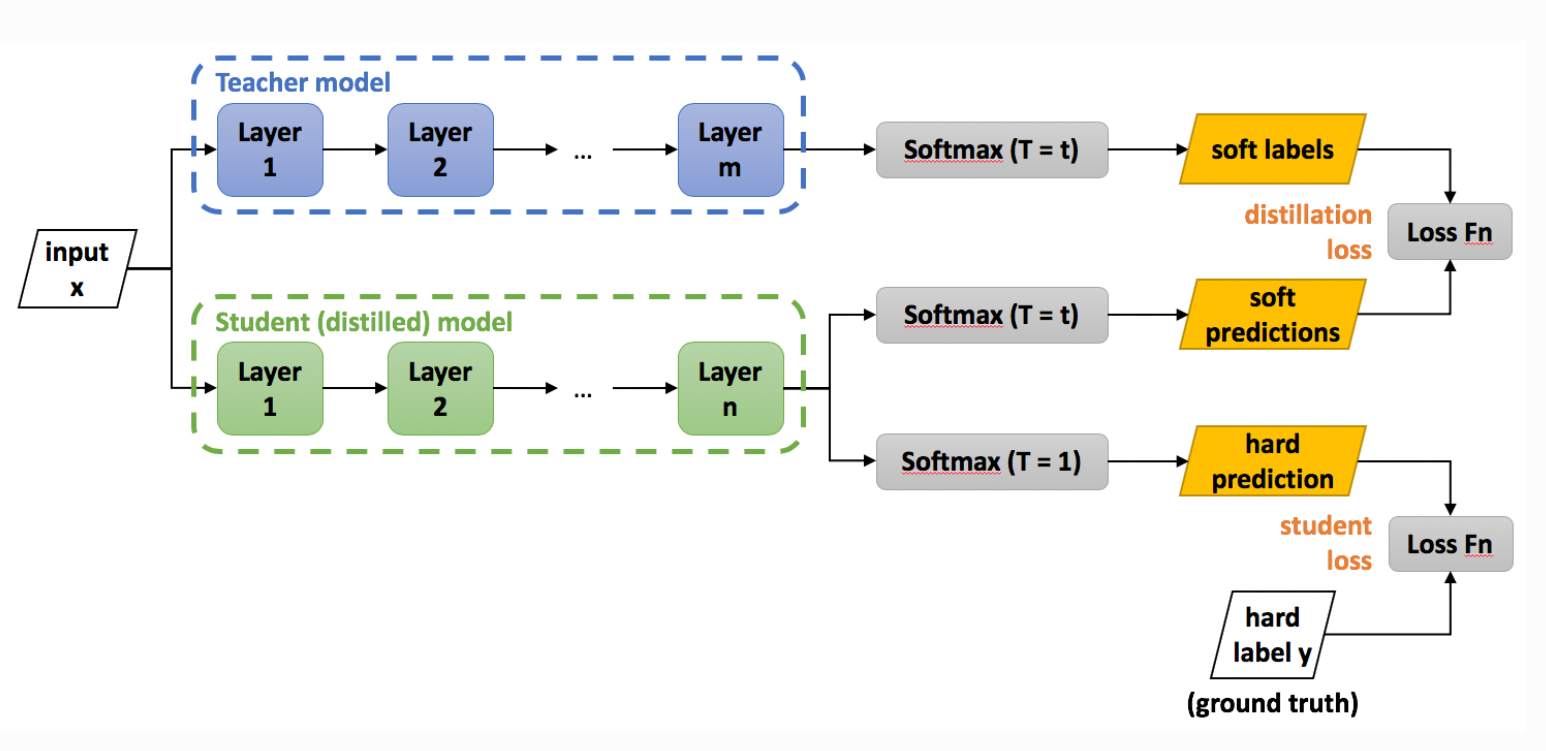 Teacher model
Layer
1
Layer
2
...
Layer
m
Softmax (T = t)
soft labels
distillation
loss
Loss Fn
input
x
Student (distilled) model
Layer
1
Layer
2
...
Layer
n
Softmax (T = t)
soft
predictions
Softmax (T = 1)
hard
prediction
student
loss
Loss Fn
hard
label y
(ground truth)